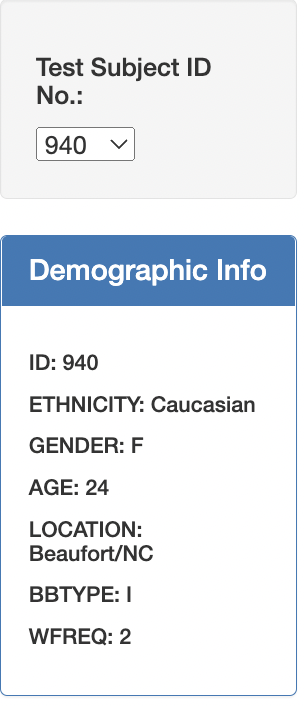 Test Subject ID
No.:
940
Demographic Info
ID: 940
ETHNICITY: Caucasian
GENDER: F
AGE: 24
LOCATION:
Beaufort/NC
BBTYPE: I
WFREQ: 2